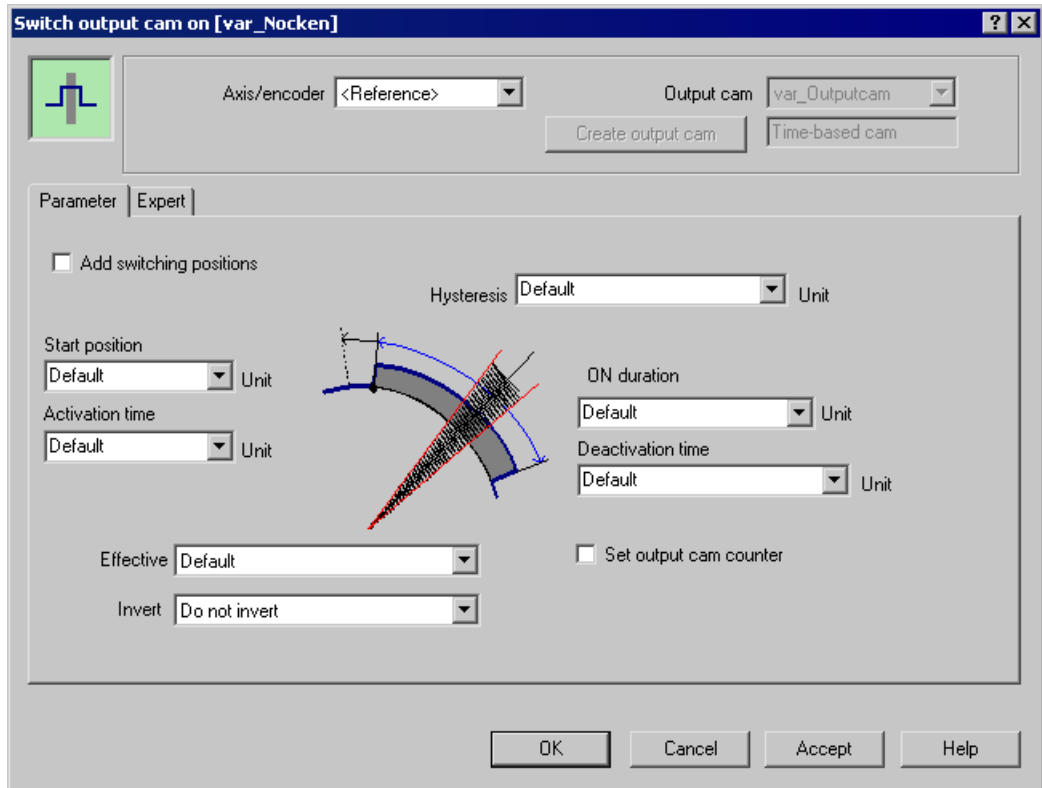 Switch output cam on [var_Nocken]
Axis/encoder <Reference> Output cam var_Outputcam
Create output cam Time-based cam
Parameter Expert
Add switching positions
Hysteresis Default Unit
Start position
Default Unit
ON duration
Activation time
Default Unit
Default Unit
Deactivation time
Default Unit
Effective Default
Set output cam counter
Invert Do not invert
OK Cancel Accept Help